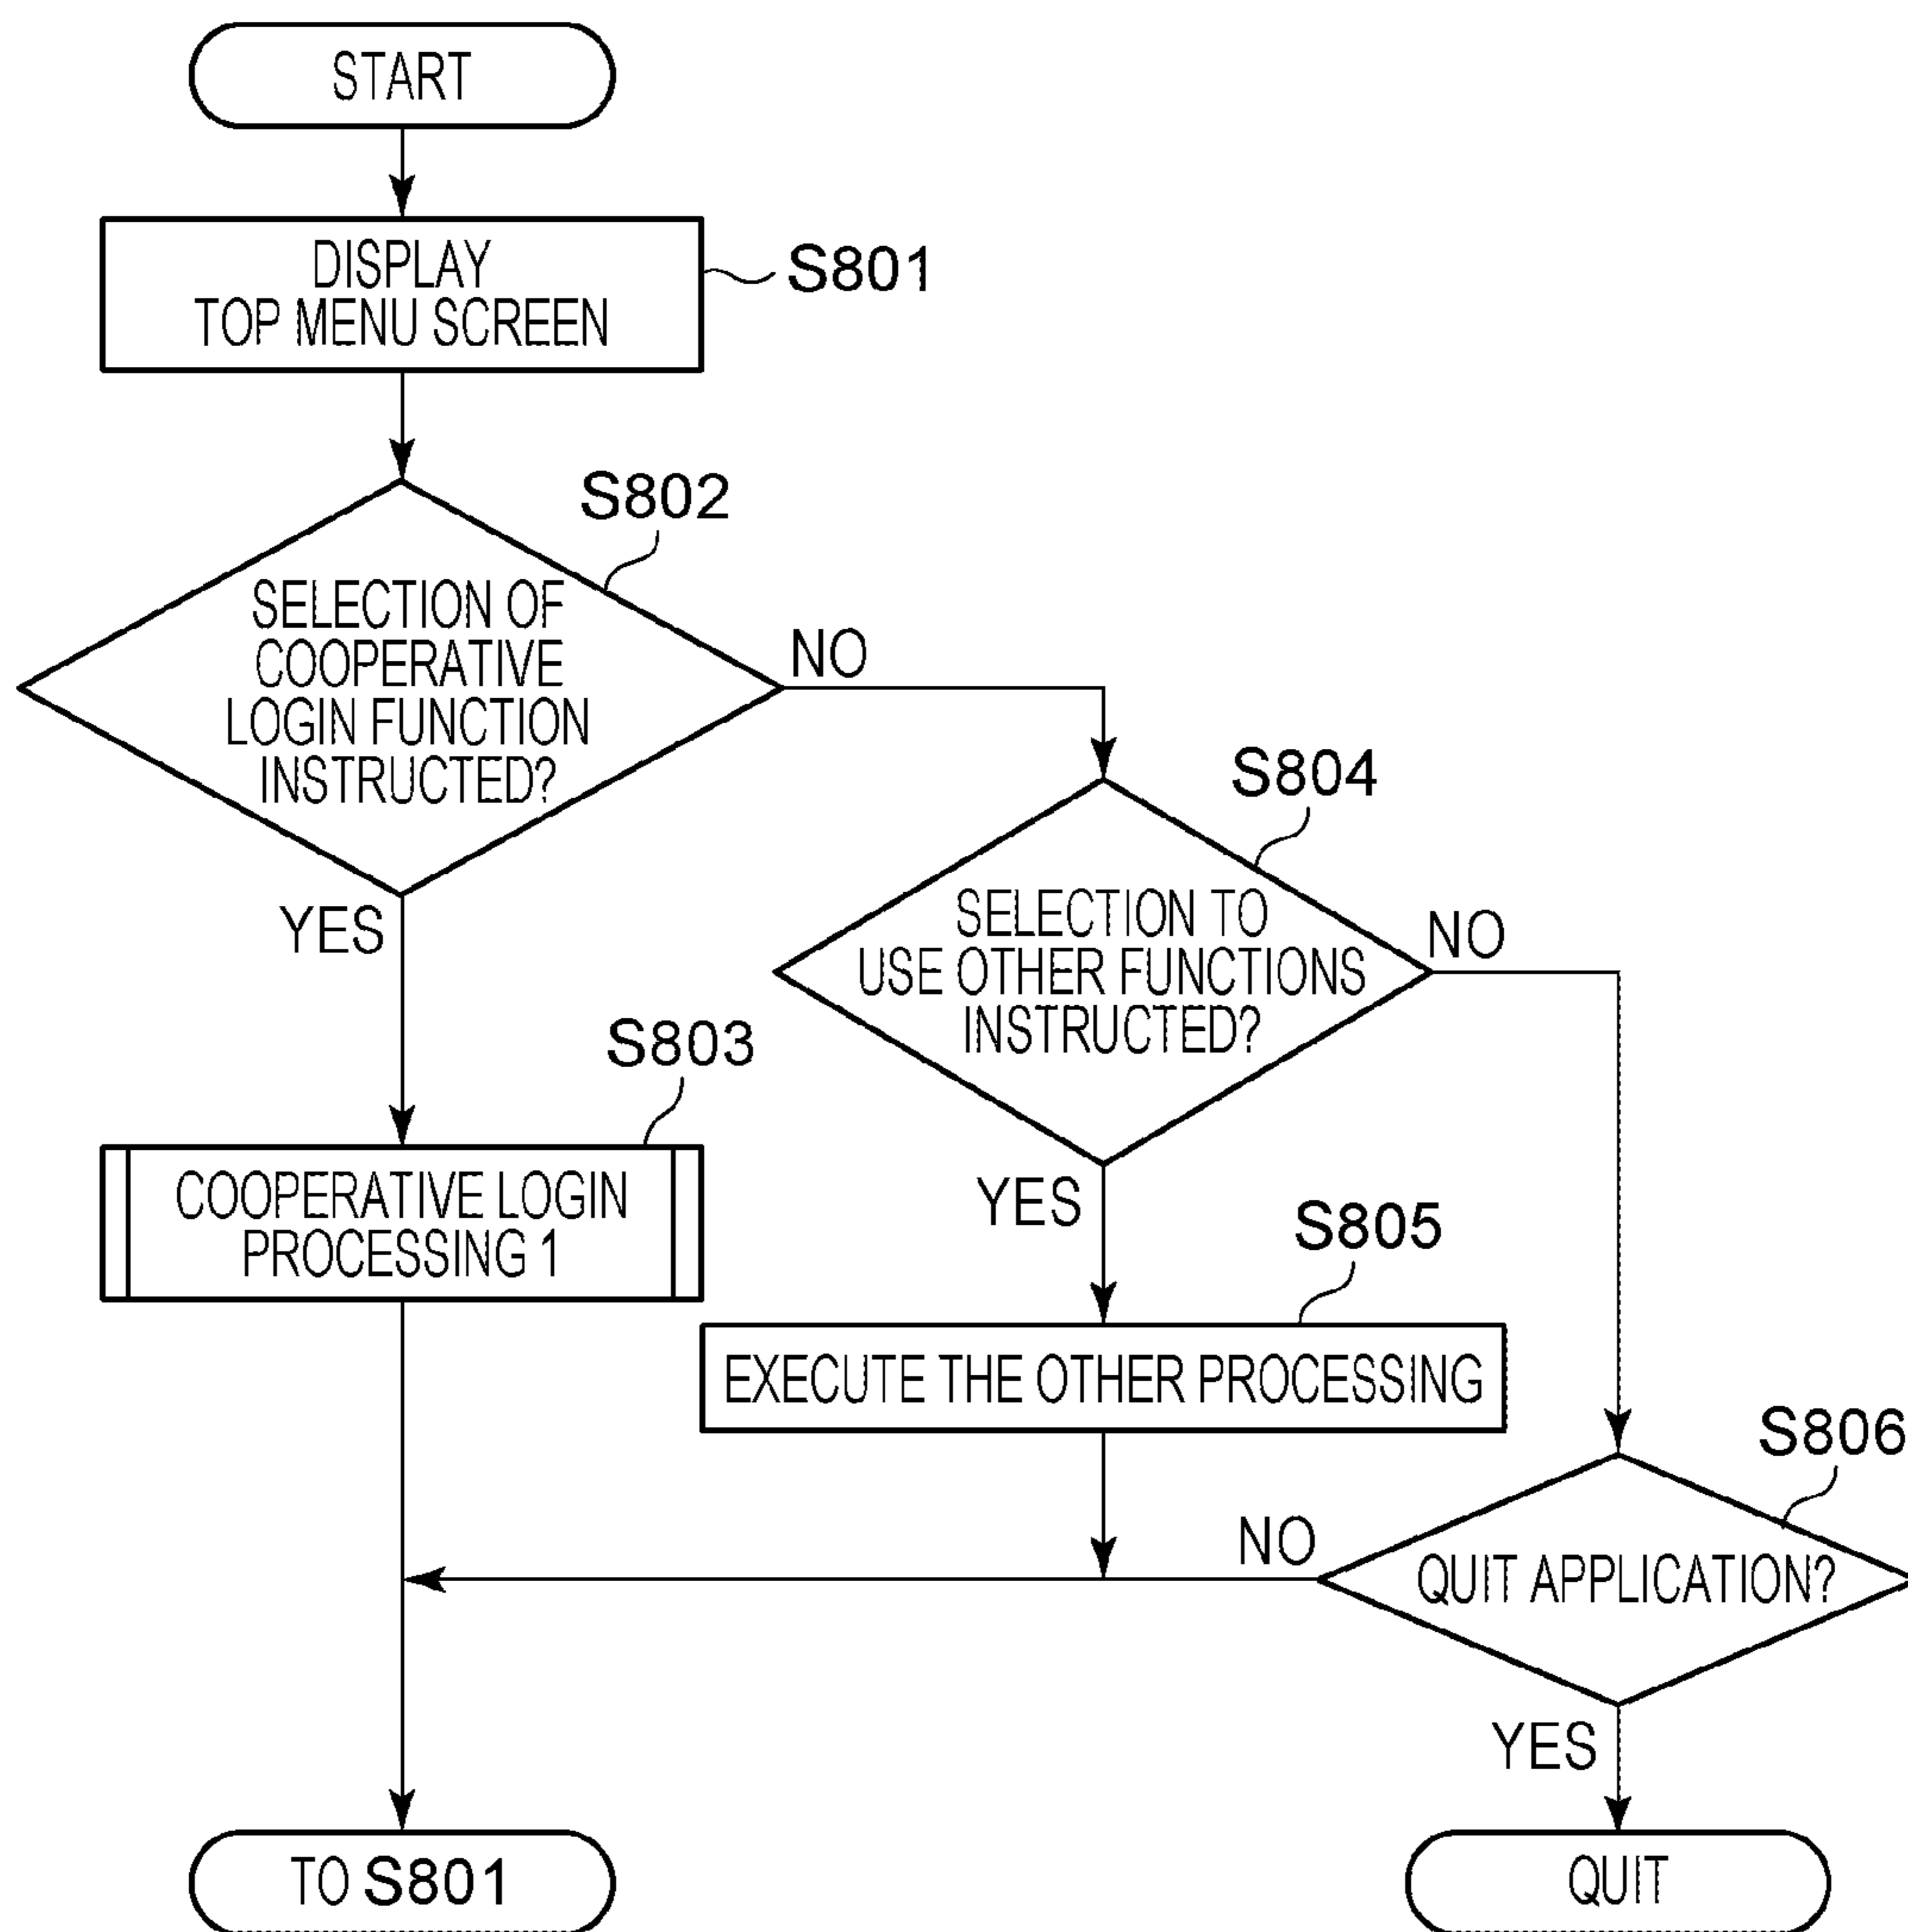 START
DISPLAY
TOP MENU SCREEN
S801
S802
SELECTION OF
COOPERATIVE
LOGIN FUNCTION
INSTRUCTED?
NO
YES
S804
SELECTION TO
USE OTHER FUNCTIONS
INSTRUCTED?
NO
YES
S803
COOPERATIVE LOGIN
PROCESSING 1
S805
EXECUTE THE OTHER PROCESSING
S806
QUIT APPLICATION?
NO
YES
TO S801
QUIT